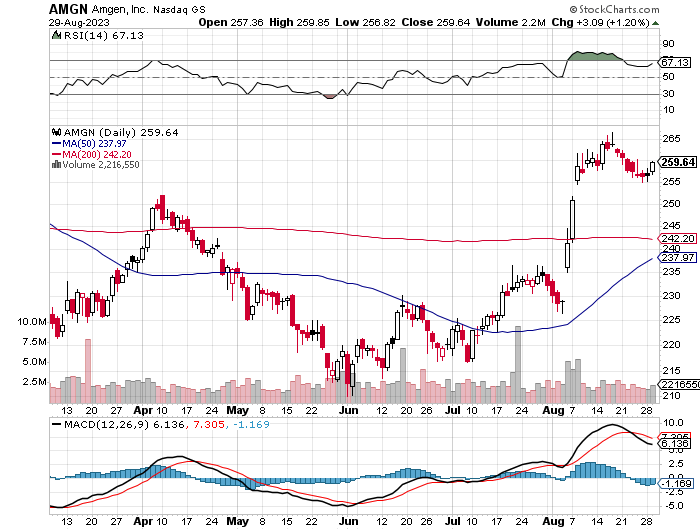 AMGN Amgen, Inc. Nasdaq GS
© StockCharts.com
29-Aug-2023
Open 257.36 High 259.85 Low 256.82 Close 259.64 Volume 2.2M Chg +3.09 (+1.20%)
RSI(14) 67.13
90
70
67.13
50
30
10
AMGN (Daily) 259.64
MA(50) 237.97
MA(200) 242.20
Volume 2,216,550
265
259.64
255
250
245
242.20
240
237.97
235
230
225
220
215
2216550
210
10.0M
7.5M
5.0M
2.5M
13 20 27 Apr 10 17 24 May 8 15 22 Jun 12 20 26 Jul 10 17 24 Aug 7 14 21 28
MACD(12,26,9) 6.136, 7.305, -1.169
10.0
7.305
6.136
5.0
2.5
0.0
-1.169
-2.5
-5.0
13 20 27 Apr 10 17 24 May 8 15 22 Jun 12 20 26 Jul 10 17 24 Aug 7 14 21 28